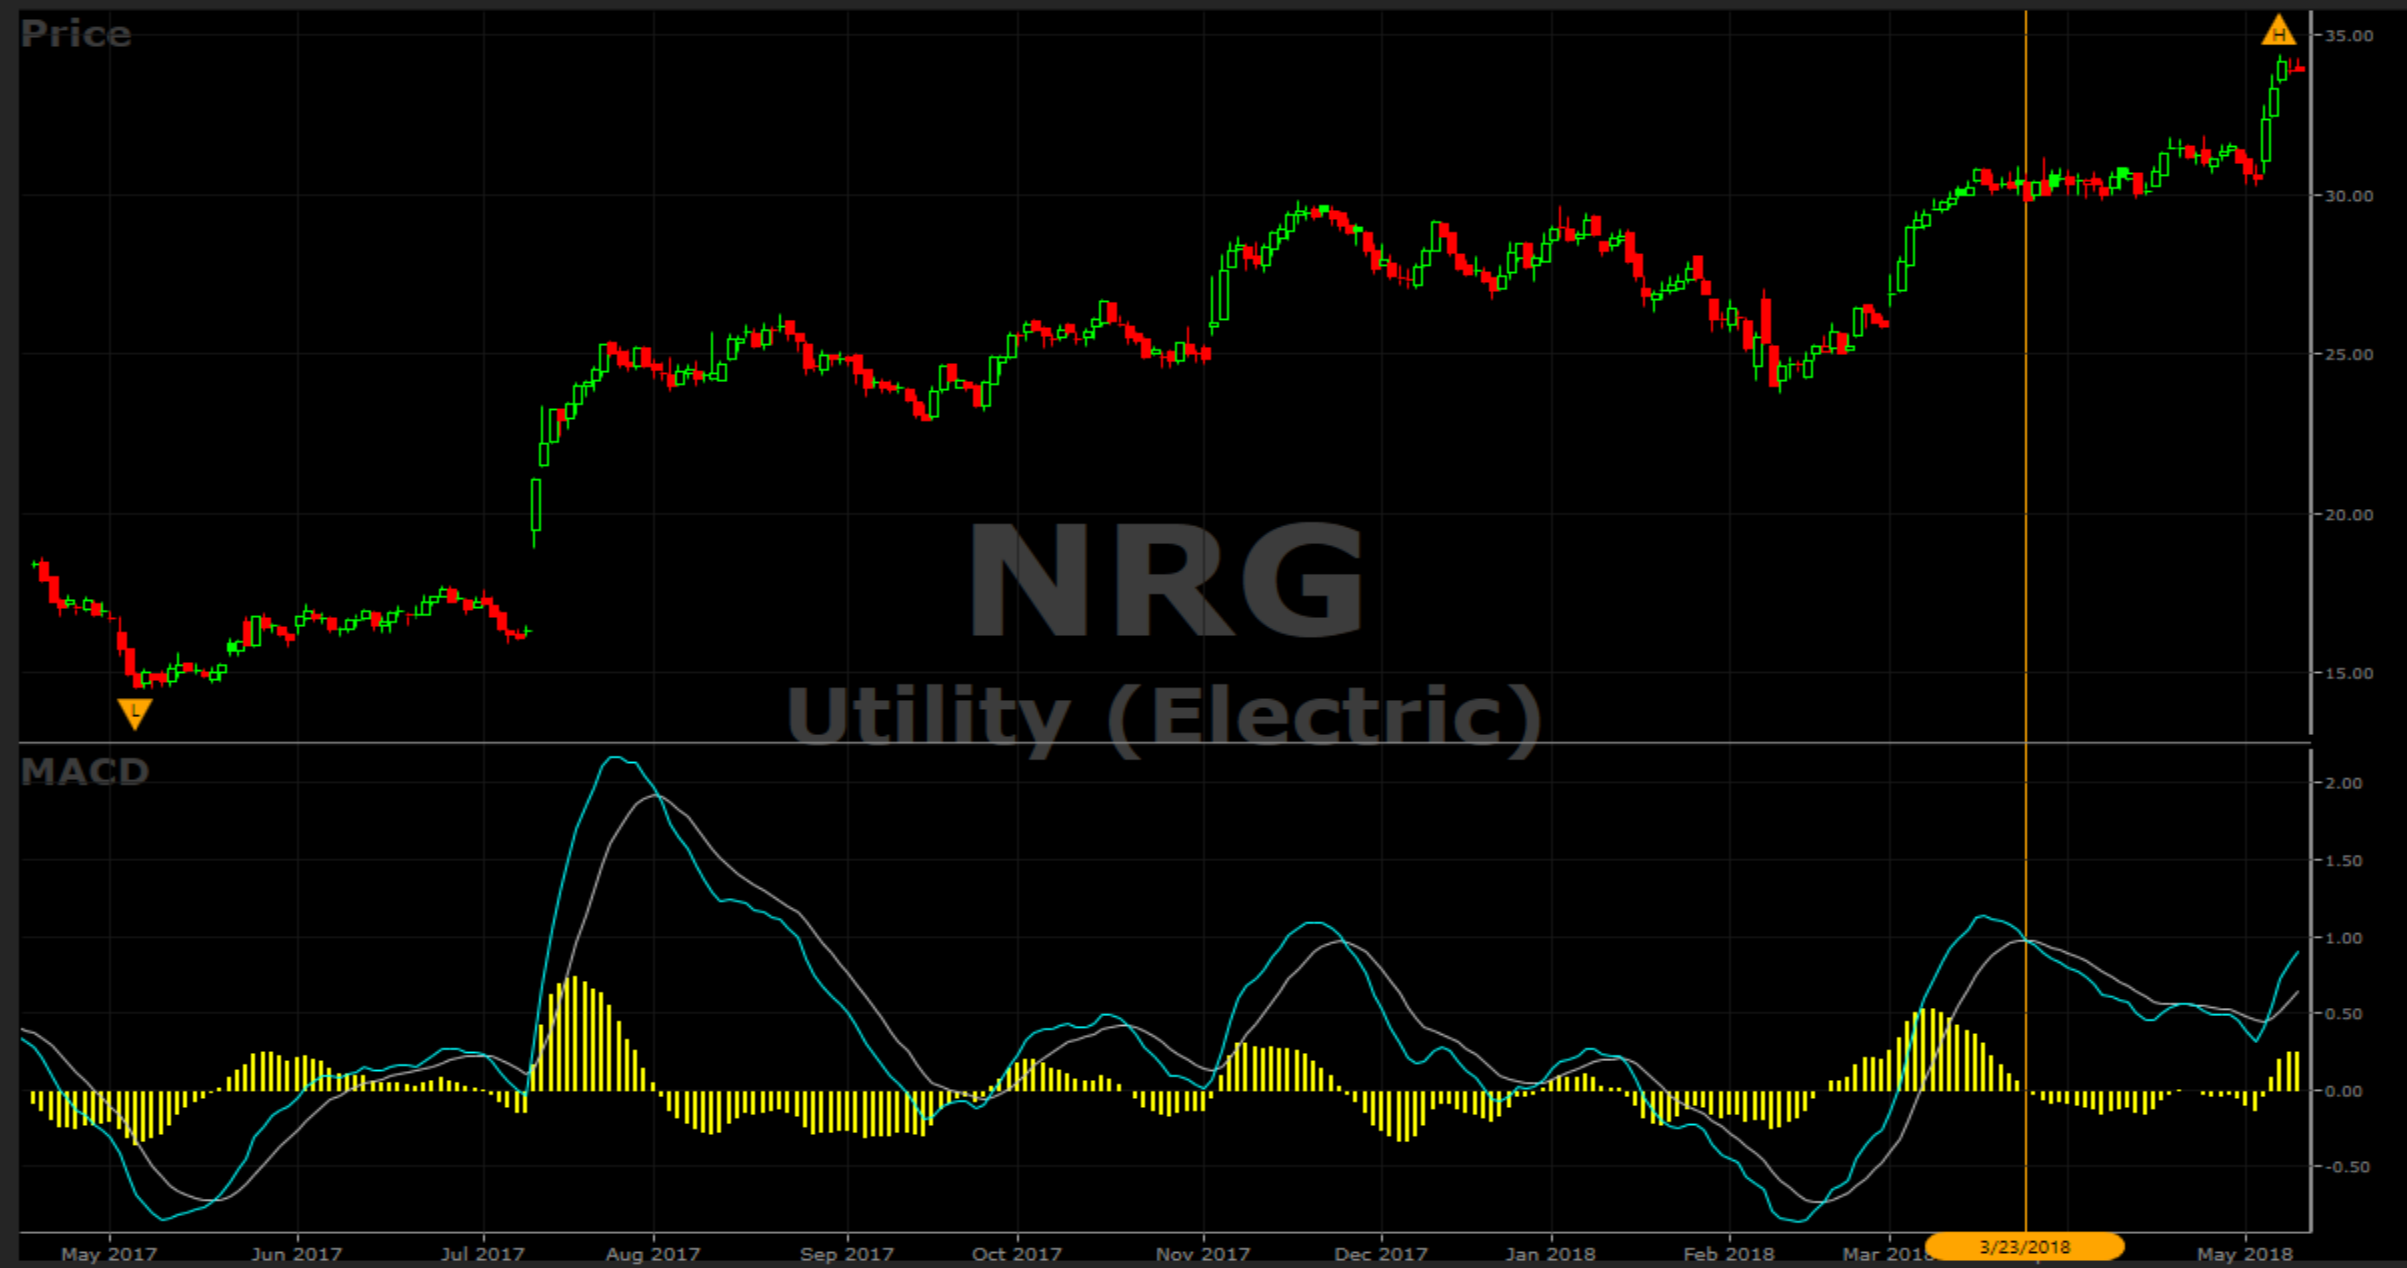 Price
H
35.00
30.00
25.00
20.00
15.00
NRG
Utility (Electric)
L
MACD
2.00
1.50
1.00
0.50
0.00
-0.50
May 2017 Jun 2017 Jul 2017 Aug 2017 Sep 2017 Oct 2017 Nov 2017 Dec 2017 Jan 2018 Feb 2018 Mar 2018 3/23/2018 May 2018